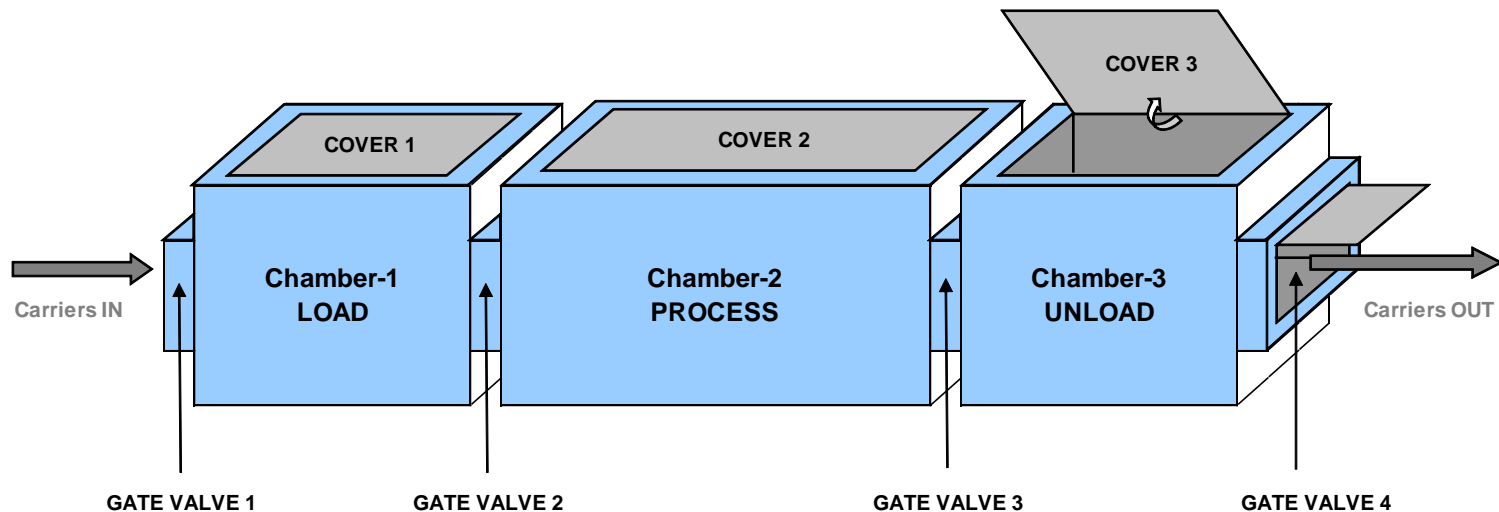 COVER 3
COVER 1
COVER 2
Chamber-1
LOAD
Chamber-2
PROCESS
Chamber-3
UNLOAD
Carriers IN
Carriers OUT
GATE VALVE 1
GATE VALVE 2
GATE VALVE 3
GATE VALVE 4